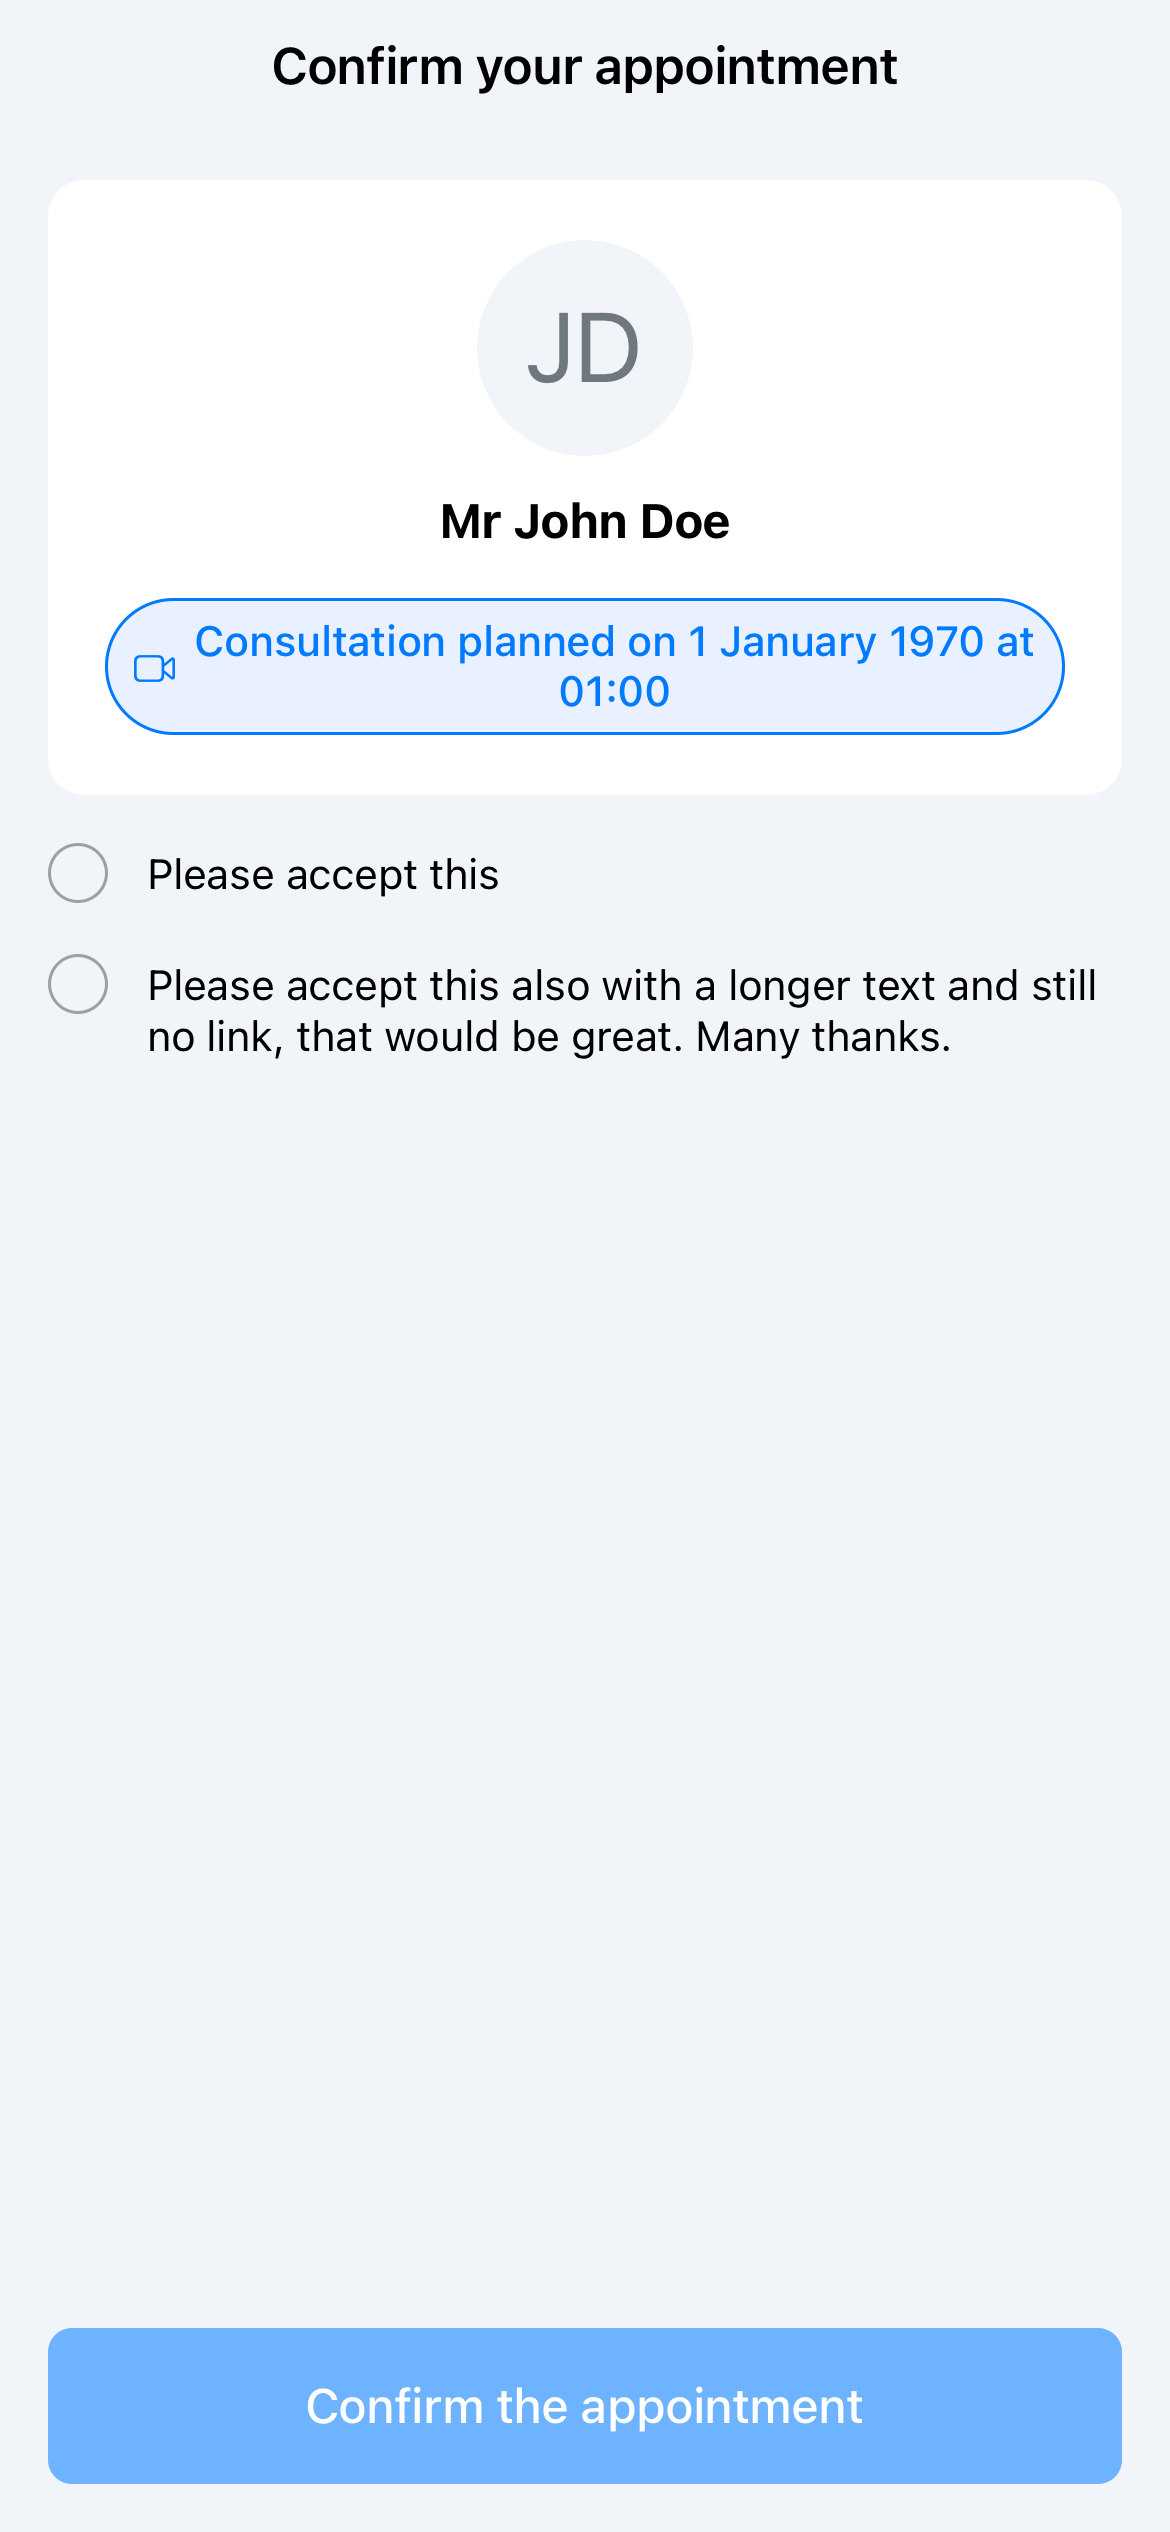 Confirm your appointment
JD
Mr John Doe
Consultation planned on 1 January 1970 at
01:00
Please accept this
Please accept this also with a longer text and still
no link, that would be great. Many thanks.
Confirm the appointment